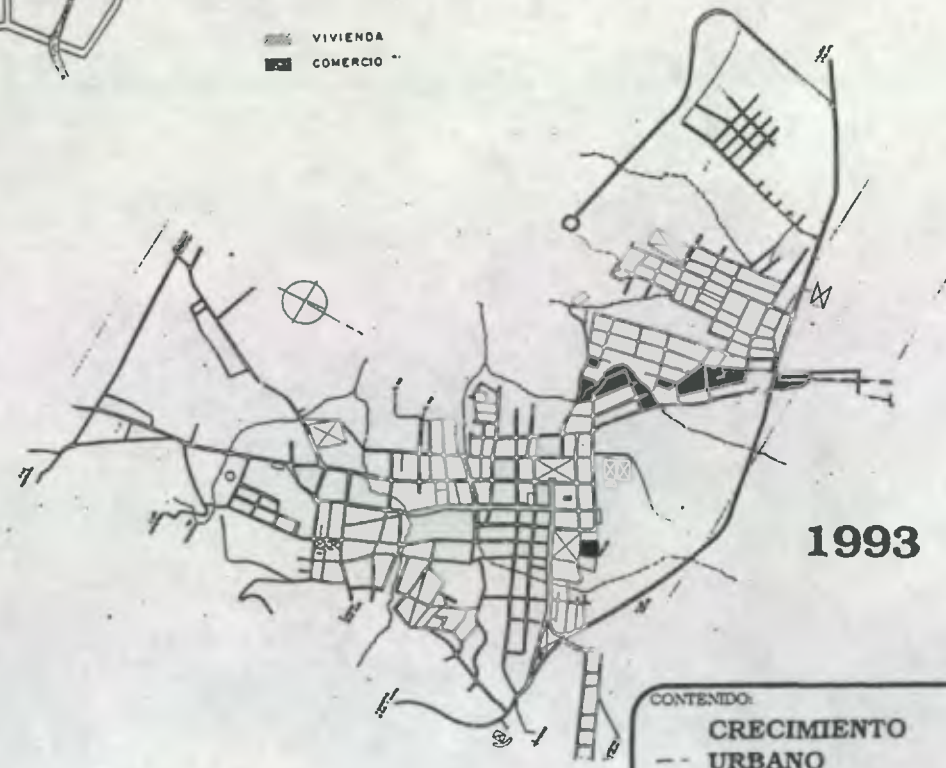 VIVIENDA
COMERCIO
1993
CONTENIDO:
CRECIMIENTO
URBANO